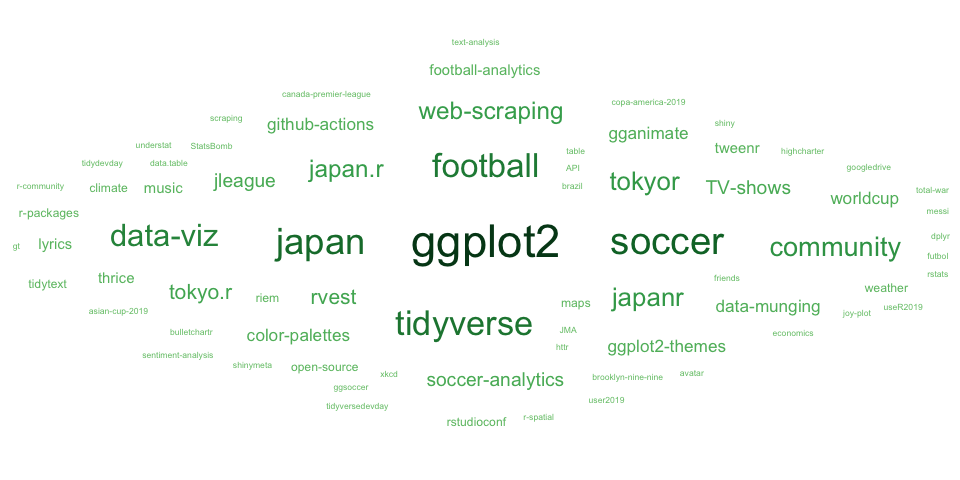 text-analysis
football-analytics
canada-premier-league
copa-america-2019
web-scraping
scraping
github-actions
gganimate
shiny
understat
StatsBomb
tweenr
highcharter
table
tidydevday
data.table
japan.r
football
API
googledrive
r-community
climate
music
jleague
brazil
tokyor
TV-shows
total-war
worldcup
r-packages
messi
gt
lyrics
data-viz
japan
ggplot2
soccer
community
dplyr
futbol
rstats
tidytext
thrice
friends
weather
tokyo.r
riem
rvest
maps
japanr
data-munging
useR2019
asian-cup-2019
joy-plot
bulletchartr
color-palettes
tidyverse
JMA
economics
httr
ggplot2-themes
sentiment-analysis
shinymeta
open-source
xkcd
soccer-analytics
brooklyn-nine-nine
avatar
ggsoccer
user2019
tidyversedevday
rstudioconf
r-spatial